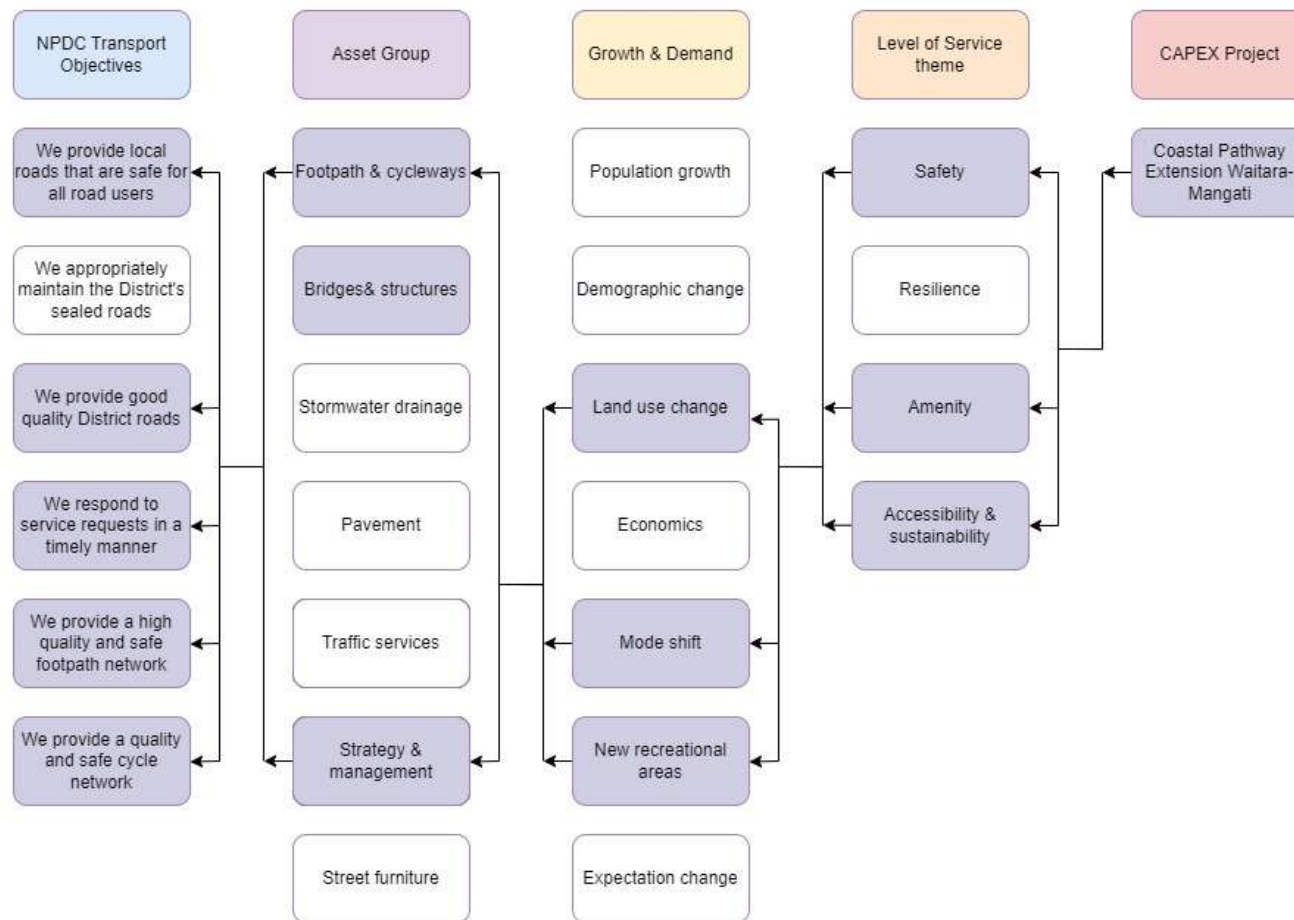 NPDC Transport
Objectives
Asset Group
Growth & Demand
Level of Service
theme
CAPEX Project
We provide local
roads that are safe for
all road users
Footpath & cycleways
Population growth
Safety
Coastal Pathway
Extension Waitara-
Mangati
We appropriately
maintain the District's
sealed roads
Bridges& structures
Demographic change
Resilience
We provide good
quality District roads
Stormwater drainage
Land use change
Amenity
We respond to
service requests in a
timely manner
Pavement
Economics
Accessibility &
sustainability
We provide a high
quality and safe
footpath network
Traffic services
Mode shift
We provide a quality
and safe cycle
network
Strategy &
management
New recreational
areas
Street furniture
Expectation change